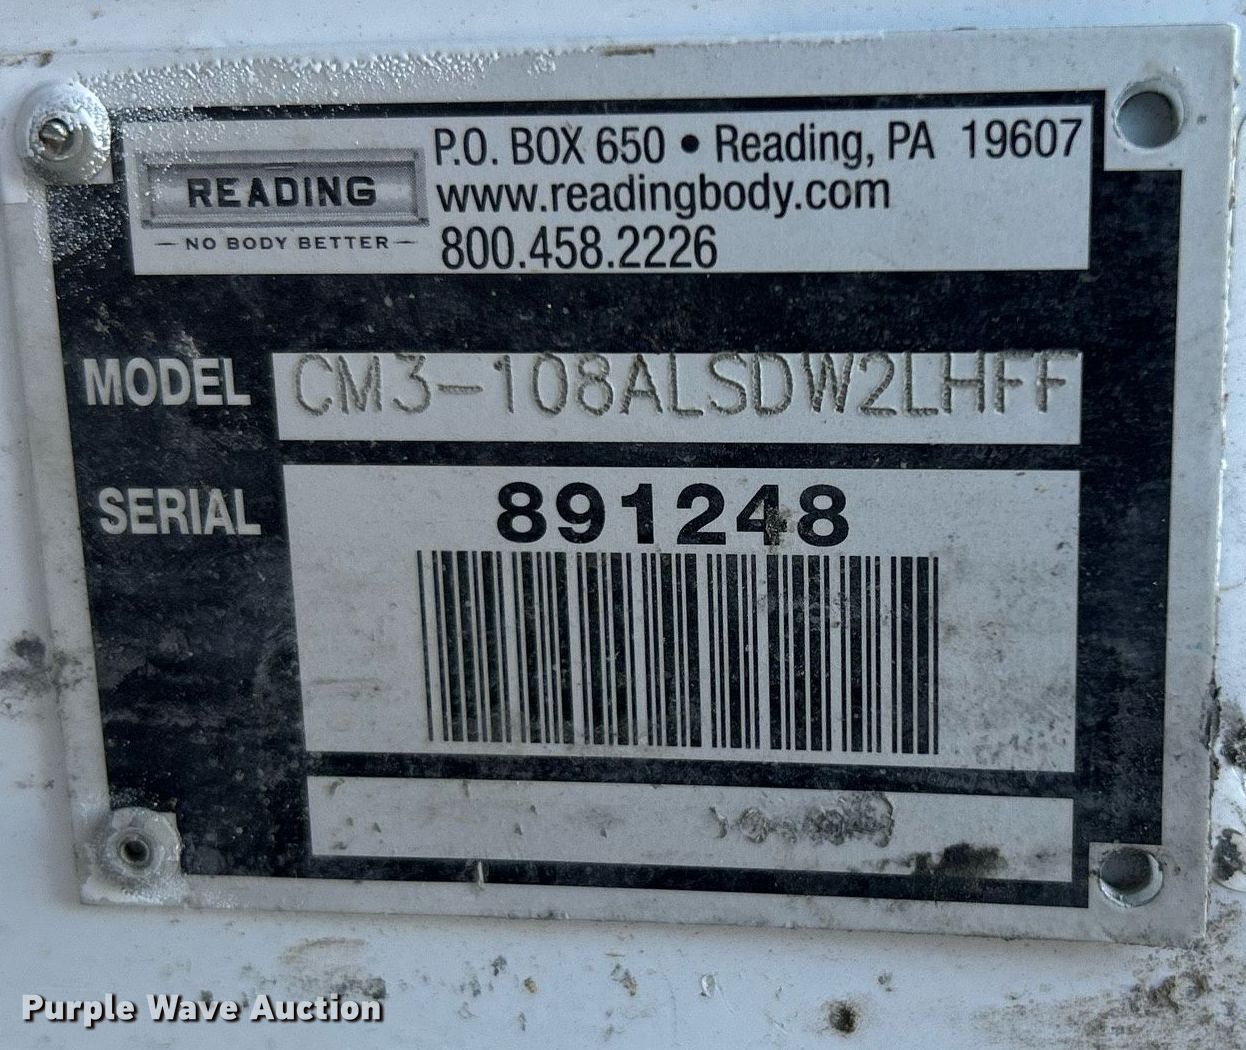 READING
NO BODY BETTER
P.O. BOX 650 • Reading, PA 19607
www.readingbody.com
800.458.2226
MODEL CM3-108ALSDW2LHFF
SERIAL 891248
Purple Wave Auction